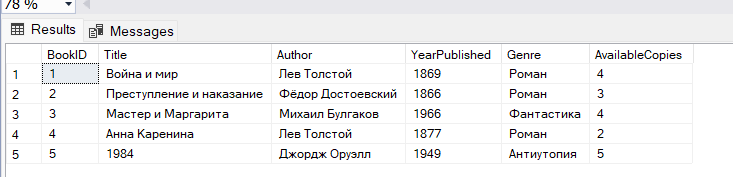 78 %
Results Messages
BookID Title Author YearPublished Genre AvailableCopies
1 1 Война и мир Лев Толстой 1869 Роман 4
2 2 Преступление и наказание Фёдор Достоевский 1866 Роман 3
3 3 Мастер и Маргарита Михаил Булгаков 1966 Фантастика 4
4 4 Анна Каренина Лев Толстой 1877 Роман 2
5 5 1984 Джордж Оруэлл 1949 Антиутопия 5